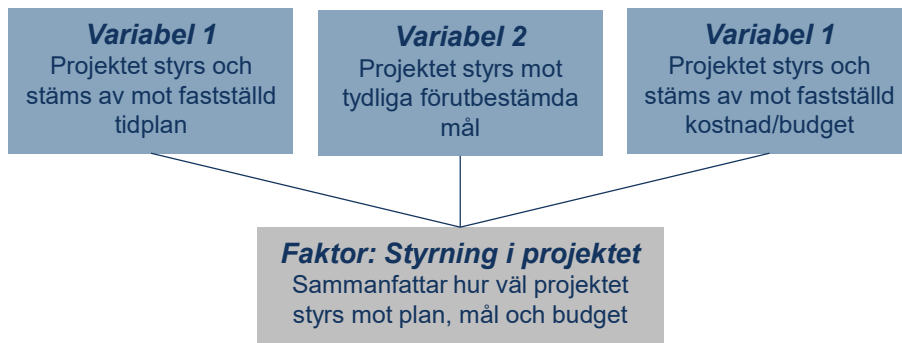 Variabel 1
Projektet styrs och
stäms av mot fastställd
tidplan
Variabel 2
Projektet styrs mot
tydliga förutbestämda
mål
Variabel 1
Projektet styrs och
stäms av mot fastställd
kostnad/budget
Faktor: Styrning i projektet
Sammanfattar hur väl projektet
styrs mot plan, mål och budget